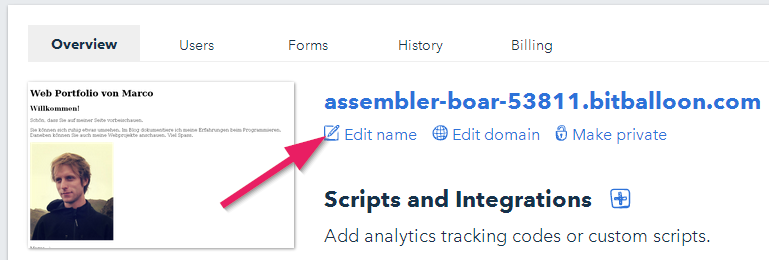 Overview Users Forms History Billing
Web Portfolio von Marco
Willkommen!
Schön, dass Sie auf meiner Seite vorbeischauen.
Sie können sich ruhig etwas umsehen. Im Blog dokumentiere ich meine Erfahrungen beim Programmieren.
Daneben können Sie auch meine Webprojekte anschauen. Viel Spass.
assembler-boar-53811.bitballoon.com
Edit name Edit domain Make private
Scripts and Integrations
Add analytics tracking codes or custom scripts.